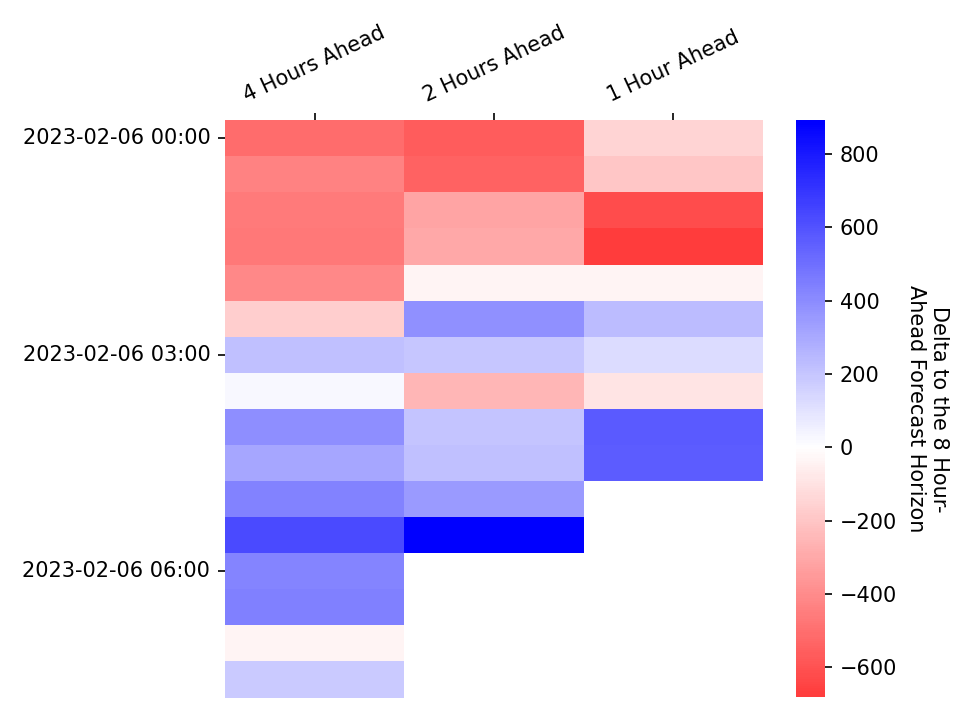 4 Hours Ahead
2 Hours Ahead
1 Hour Ahead
2023-02-06 00:00
2023-02-06 03:00
2023-02-06 06:00
800
600
400
200
0
−200
−400
−600
Delta to the 8 Hour-
Ahead Forecast Horizon